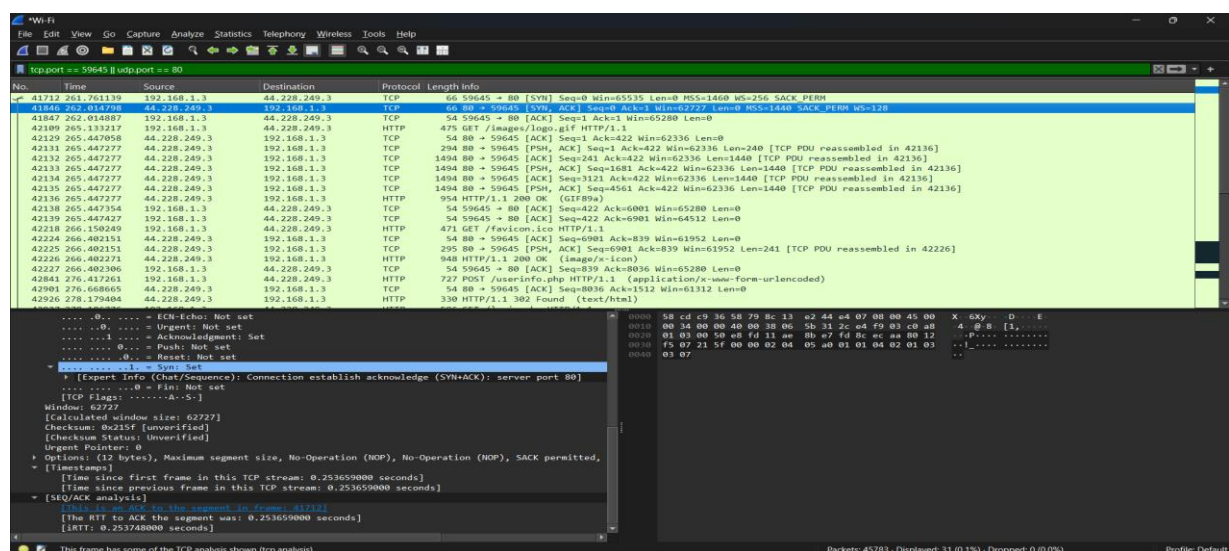 *Wi-Fi
File Edit View Go Capture Analyze Statistics Telephony Wireless Tools Help
tcp.port == 59645 || udp.port == 80
No. Time Source Destination Protocol Length Info
41712 261.761139 192.168.1.3 44.228.249.3 TCP 66 59645 → 80 [SYN] Seq=0 Win=65535 Len=0 MSS=1460 WS=256 SACK_PERM
41846 262.014798 44.228.249.3 192.168.1.3 TCP 66 80 → 59645 [SYN, ACK] Seq=0 Ack=1 Win=62727 Len=0 MSS=1440 SACK_PERM WS=128
41847 262.014887 192.168.1.3 44.228.249.3 TCP 54 59645 → 80 [ACK] Seq=1 Ack=1 Win=65280 Len=0
42109 265.133217 192.168.1.3 44.228.249.3 HTTP 475 GET /images/logo.gif HTTP/1.1
42129 265.447058 44.228.249.3 192.168.1.3 TCP 54 80 → 59645 [ACK] Seq=1 Ack=422 Win=62336 Len=0
42131 265.447277 44.228.249.3 192.168.1.3 TCP 294 80 → 59645 [PSH, ACK] Seq=1 Ack=422 Win=62336 Len=240 [TCP PDU reassembled in 42136]
42132 265.447277 44.228.249.3 192.168.1.3 TCP 1494 80 → 59645 [ACK] Seq=241 Ack=422 Win=62336 Len=1440 [TCP PDU reassembled in 42136]
42133 265.447277 44.228.249.3 192.168.1.3 TCP 1494 80 → 59645 [PSH, ACK] Seq=1681 Ack=422 Win=62336 Len=1440 [TCP PDU reassembled in 42136]
42134 265.447277 44.228.249.3 192.168.1.3 TCP 1494 80 → 59645 [ACK] Seq=3121 Ack=422 Win=62336 Len=1440 [TCP PDU reassembled in 42136]
42135 265.447277 44.228.249.3 192.168.1.3 TCP 1494 80 → 59645 [PSH, ACK] Seq=4561 Ack=422 Win=62336 Len=1440 [TCP PDU reassembled in 42136]
42136 265.447277 44.228.249.3 192.168.1.3 HTTP 954 HTTP/1.1 200 OK (GIF89a)
42138 265.447354 192.168.1.3 44.228.249.3 TCP 54 59645 → 80 [ACK] Seq=422 Ack=6001 Win=65280 Len=0
42139 265.447427 192.168.1.3 44.228.249.3 TCP 54 59645 → 80 [ACK] Seq=422 Ack=6901 Win=64512 Len=0
42218 266.150249 192.168.1.3 44.228.249.3 HTTP 471 GET /favicon.ico HTTP/1.1
42224 266.402151 44.228.249.3 192.168.1.3 TCP 54 80 → 59645 [ACK] Seq=6901 Ack=839 Win=61952 Len=0
42225 266.402151 44.228.249.3 192.168.1.3 TCP 295 80 → 59645 [PSH, ACK] Seq=6901 Ack=839 Win=61952 Len=241 [TCP PDU reassembled in 42226]
42226 266.402271 44.228.249.3 192.168.1.3 HTTP 948 HTTP/1.1 200 OK (image/x-icon)
42227 266.402306 192.168.1.3 44.228.249.3 TCP 54 59645 → 80 [ACK] Seq=839 Ack=8036 Win=65280 Len=0
42841 276.417261 192.168.1.3 44.228.249.3 HTTP 727 POST /userinfo.php HTTP/1.1 (application/x-www-form-urlencoded)
42901 276.668665 44.228.249.3 192.168.1.3 TCP 54 80 → 59645 [ACK] Seq=8036 Ack=1512 Win=61312 Len=0
42926 278.179404 44.228.249.3 192.168.1.3 HTTP 330 HTTP/1.1 302 Found (text/html)
.... .0.. .... = ECN-Echo: Not set
.... ..0. .... = Urgent: Not set
.... ...1 .... = Acknowledgment: Set
.... .... 0... = Push: Not set
.... .... .0.. = Reset: Not set
.... .... ..1. = Syn: Set
[Expert Info (Chat/Sequence): Connection establish acknowledge (SYN+ACK): server port 80]
.... .... ...0 = Fin: Not set
[TCP Flags: ·······A··S·]
Window: 62727
[Calculated window size: 62727]
Checksum: 0x215f [unverified]
[Checksum Status: Unverified]
Urgent Pointer: 0
Options: (12 bytes), Maximum segment size, No-Operation (NOP), No-Operation (NOP), SACK permitted,
[Timestamps]
[Time since first frame in this TCP stream: 0.253659000 seconds]
[Time since previous frame in this TCP stream: 0.253659000 seconds]
[SEQ/ACK analysis]
[This is an ACK to the segment in frame: 41712]
[The RTT to ACK the segment was: 0.253659000 seconds]
[iRTT: 0.253748000 seconds]
0000 58 cd c9 36 58 79 8c 13 e2 44 e4 07 08 00 45 00 X··6Xy·· ·D····E·
0010 00 34 00 00 40 00 38 06 5b 31 2c e4 f9 03 c0 a8 ·4··@·8· [1,·····
0020 01 03 00 50 e8 fd 11 ae 8b e7 fd 8c ec aa 80 12 ···P···· ········
0030 f5 07 21 5f 00 00 02 04 05 a0 01 01 04 02 01 03 ··!_···· ········
0040 03 07 ··
This frame has some of the TCP analysis shown (tcp.analysis)
Packets: 45783 · Displayed: 31 (0.1%) · Dropped: 0 (0.0%)
Profile: Default